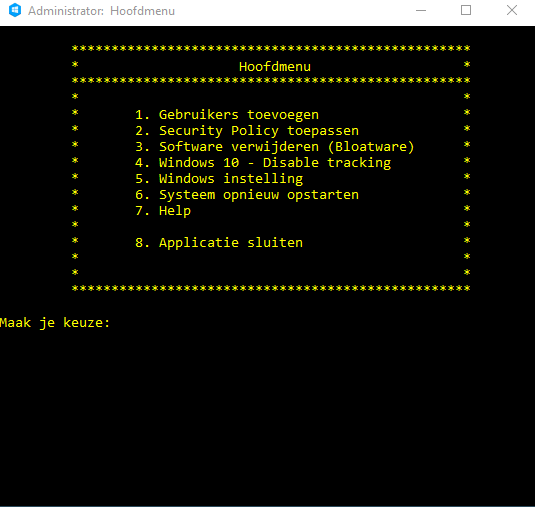 Administrator: Hoofdmenu
**************************************************
* Hoofdmenu *
**************************************************
* *
* 1. Gebruikers toevoegen *
* 2. Security Policy toepassen *
* 3. Software verwijderen (Bloatware) *
* 4. Windows 10 - Disable tracking *
* 5. Windows instelling *
* 6. Systeem opnieuw opstarten *
* 7. Help *
* *
* 8. Applicatie sluiten *
* *
* *
**************************************************
Maak je keuze: